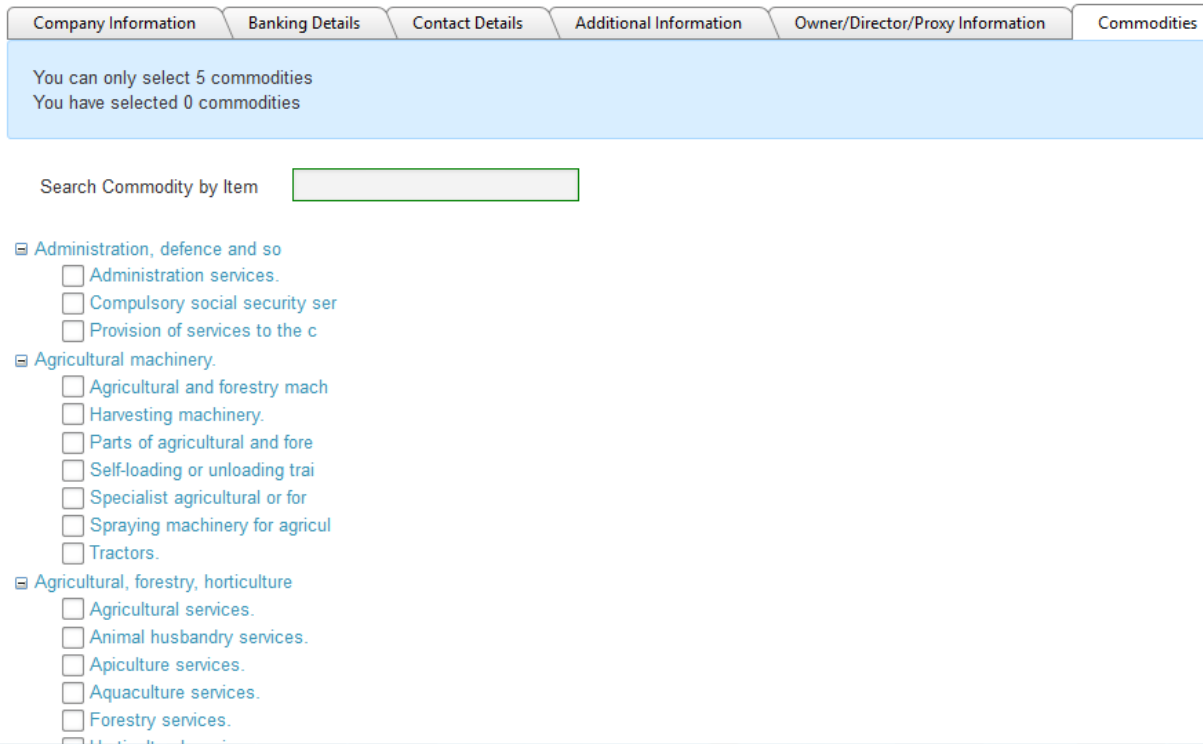 Company Information Banking Details Contact Details Additional Information Owner/Director/Proxy Information Commodities
You can only select 5 commodities
You have selected 0 commodities
Search Commodity by Item
Administration, defence and so
Administration services.
Compulsory social security ser
Provision of services to the c
Agricultural machinery.
Agricultural and forestry mach
Harvesting machinery.
Parts of agricultural and fore
Self-loading or unloading trai
Specialist agricultural or for
Spraying machinery for agricul
Tractors.
Agricultural, forestry, horticulture
Agricultural services.
Animal husbandry services.
Apiculture services.
Aquaculture services.
Forestry services.